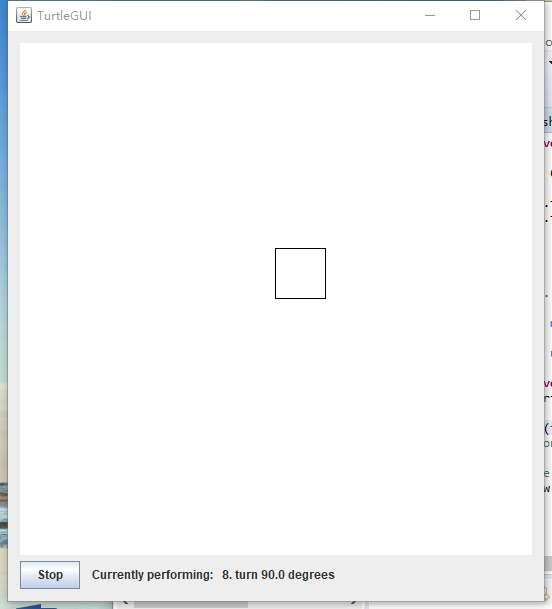 TurtleGUI
Stop
Currently performing: 8. turn 90.0 degrees